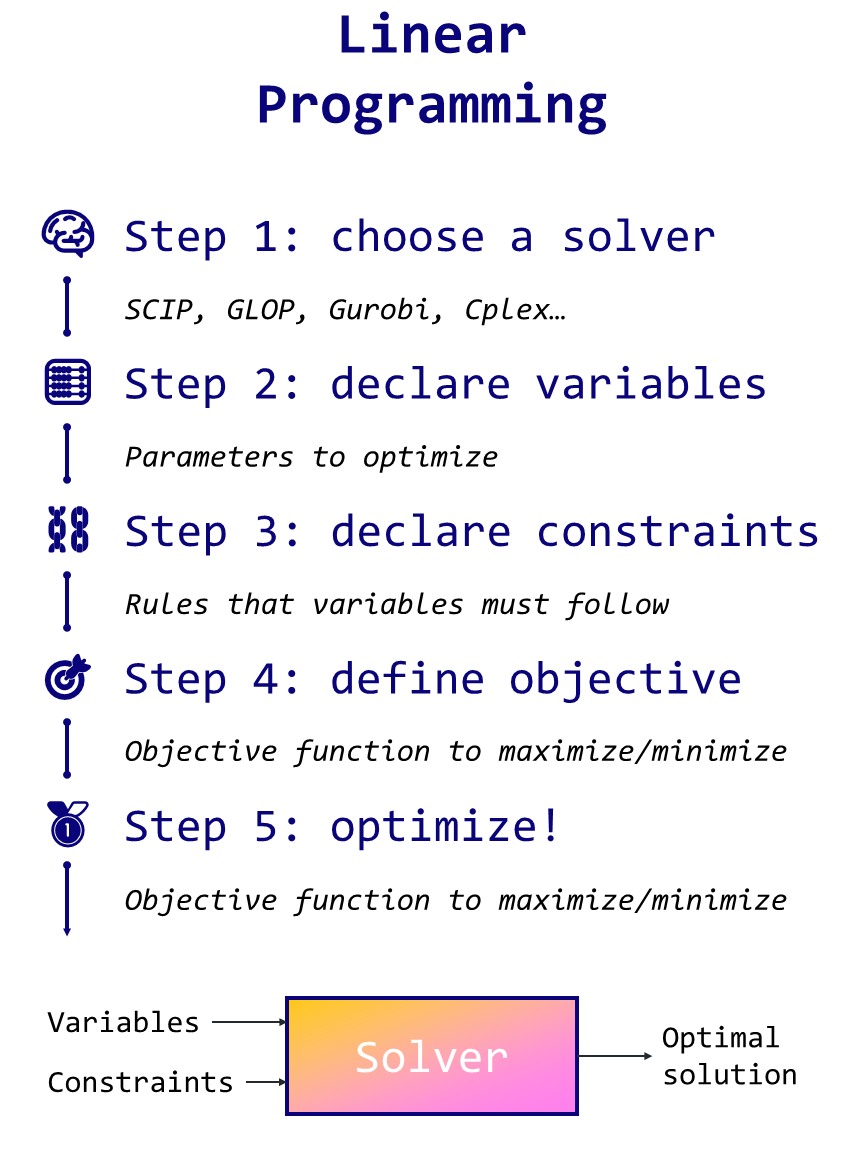 Linear
Programming
Step 1: choose a solver
SCIP, GLOP, Gurobi, Cplex…
Step 2: declare variables
Parameters to optimize
Step 3: declare constraints
Rules that variables must follow
Step 4: define objective
Objective function to maximize/minimize
1
Step 5: optimize!
Objective function to maximize/minimize
Variables
Constraints
Solver
Optimal
solution